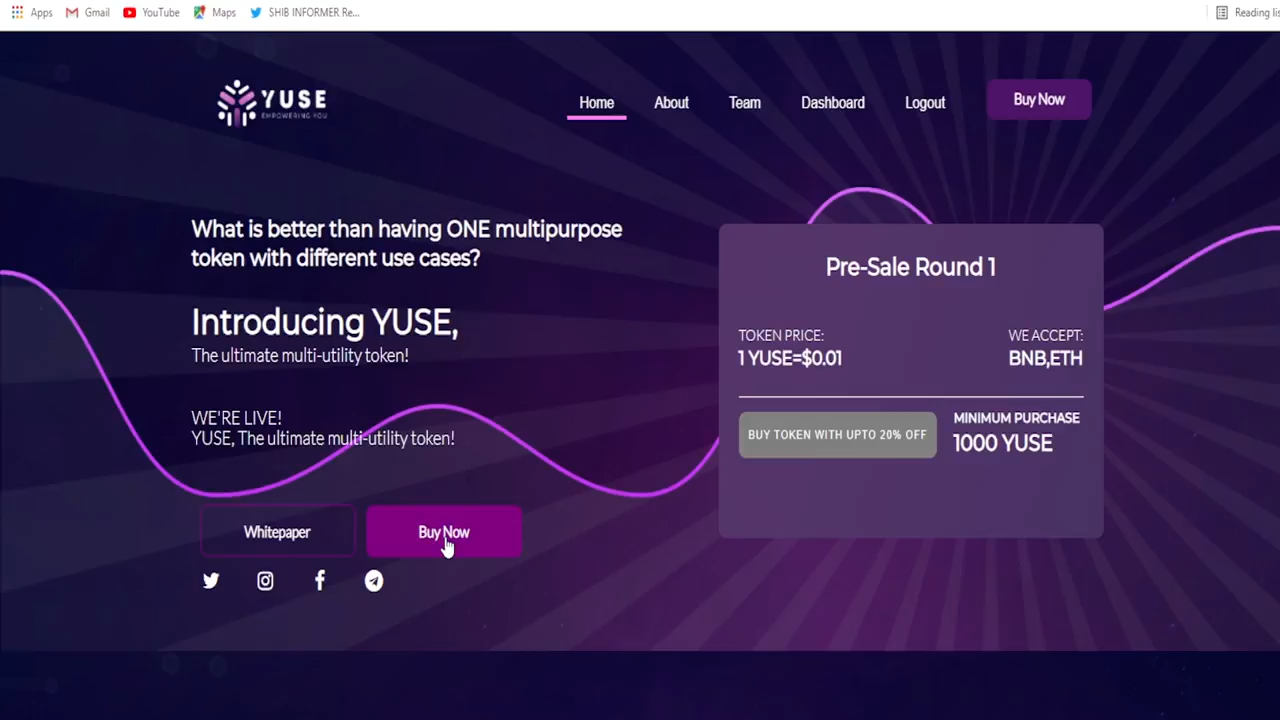 Apps Gmail YouTube Maps SHIB INFORMER Re... Reading lis
YUSE
EMPOWERING YOU
Home About Team Dashboard Logout Buy Now
What is better than having ONE multipurpose
token with different use cases?
Introducing YUSE,
The ultimate multi-utility token!
WE'RE LIVE!
YUSE, The ultimate multi-utility token!
Whitepaper Buy Now
Pre-Sale Round 1
TOKEN PRICE: WE ACCEPT:
1 YUSE=$0.01 BNB,ETH
BUY TOKEN WITH UPTO 20% OFF
MINIMUM PURCHASE
1000 YUSE